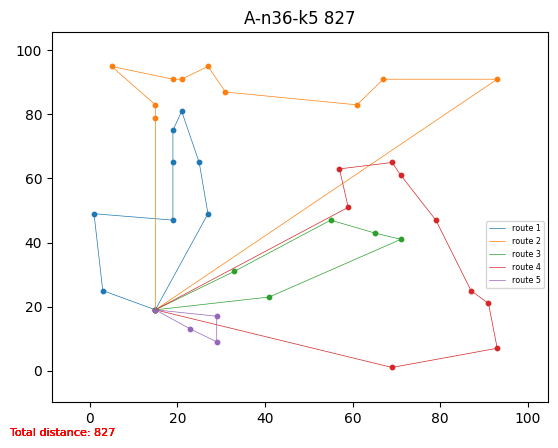 A-n36-k5 827
100
80
60
40
20
0
route 1
route 2
route 3
route 4
route 5
0 20 40 60 80 100
Total distance: 827